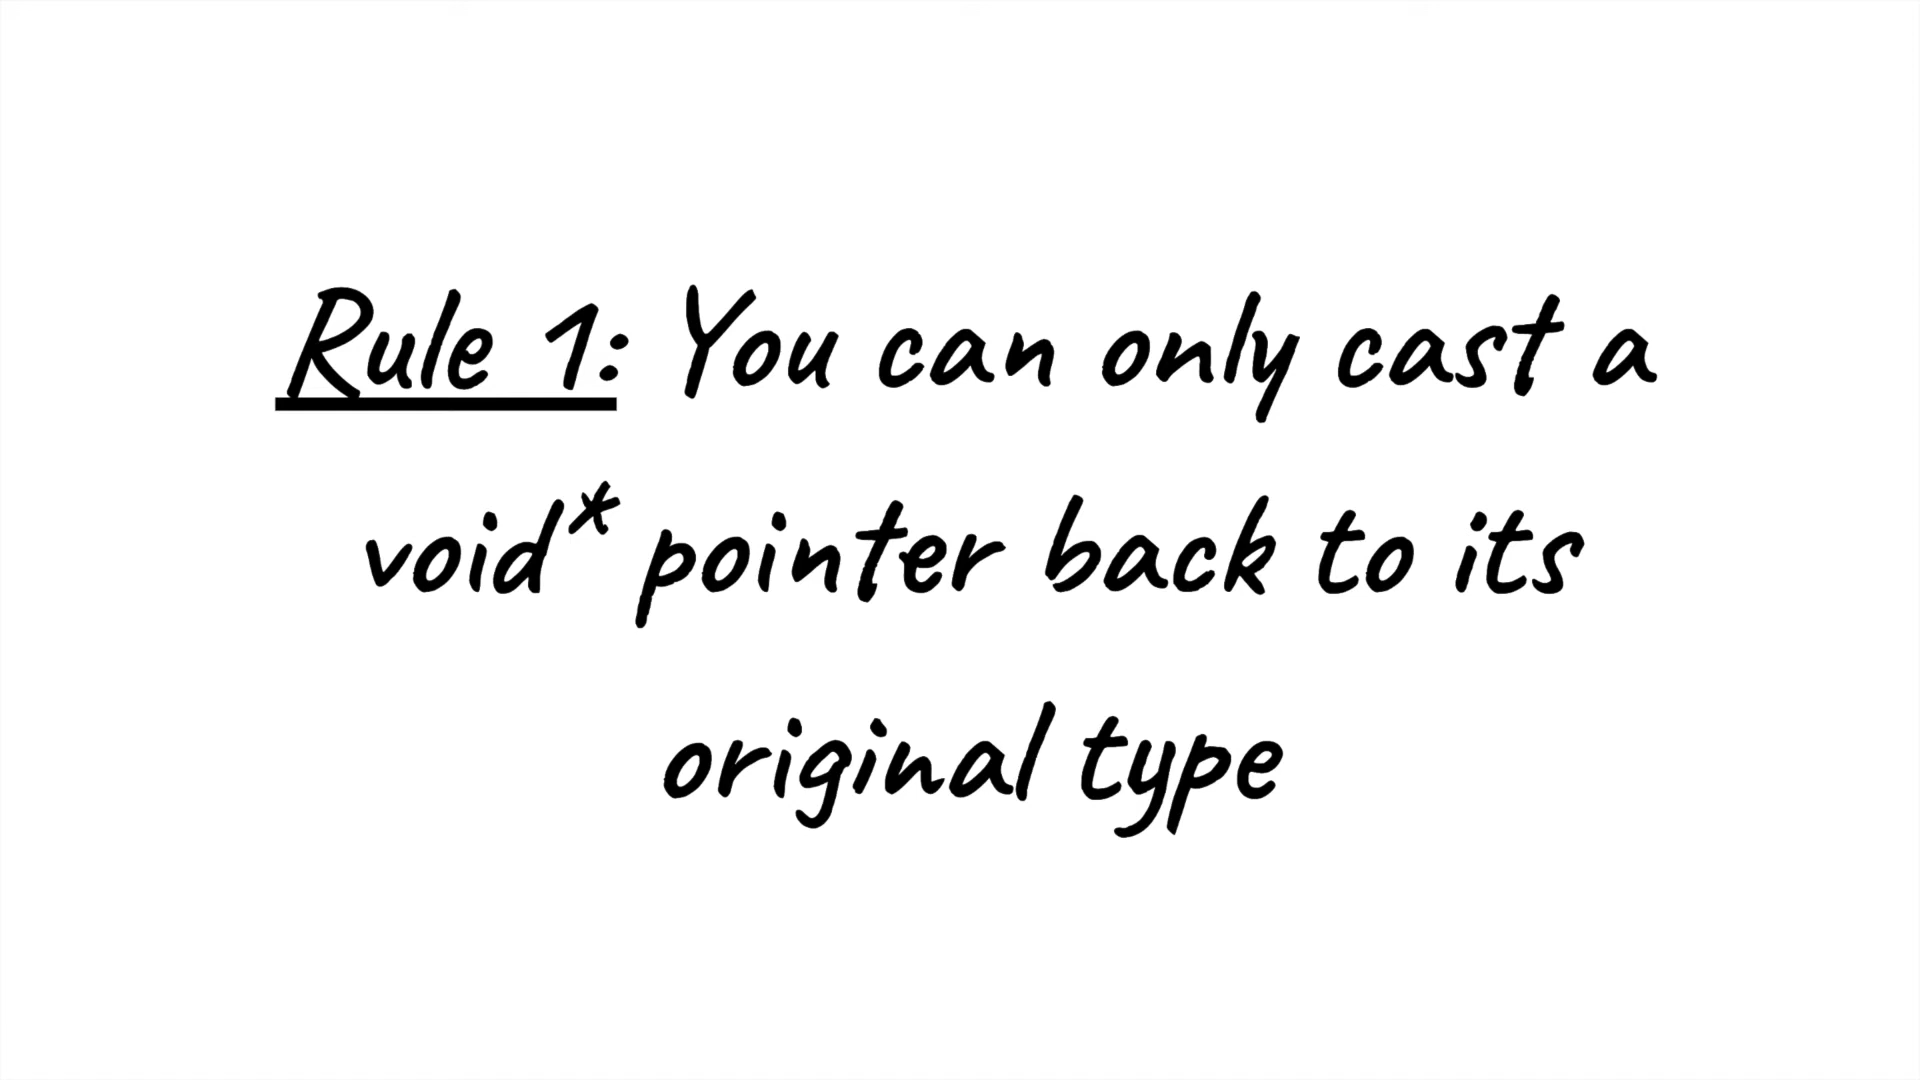 Rule 1: You can only cast a
void* pointer back to its
original type